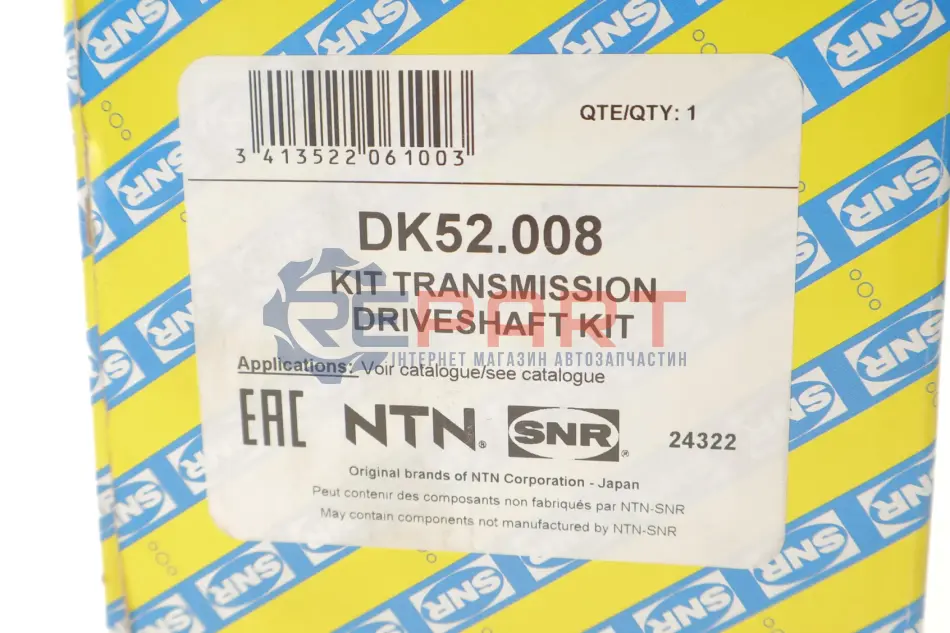 SNR
QTE/QTY: 1
3 413522 061003
DK52.008
KIT TRANSMISSION
DRIVESHAFT KIT
REPART
ІНТЕРНЕТ МАГАЗИН АВТОЗАПЧАСТИН
Applications: Voir catalogue/see catalogue
EAC NTN® SNR® 24322
Original brands of NTN Corporation - Japan
Peut contenir des composants non fabriqués par NTN-SNR
May contain components not manufactured by NTN-SNR